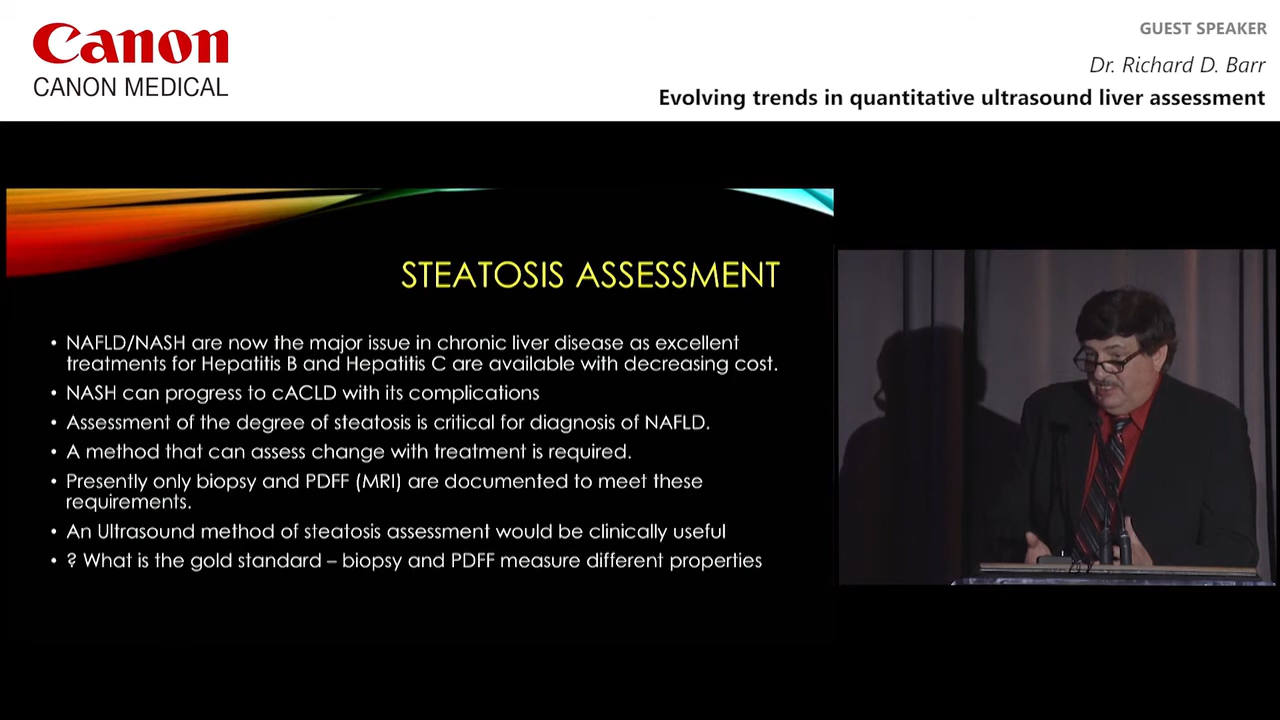 Canon
CANON MEDICAL
GUEST SPEAKER
Dr. Richard D. Barr
Evolving trends in quantitative ultrasound liver assessment
STEATOSIS ASSESSMENT
• NAFLD/NASH are now the major issue in chronic liver disease as excellent
treatments for Hepatitis B and Hepatitis C are available with decreasing cost.
• NASH can progress to cACLD with its complications
• Assessment of the degree of steatosis is critical for diagnosis of NAFLD.
• A method that can assess change with treatment is required.
• Presently only biopsy and PDFF (MRI) are documented to meet these
requirements.
• An Ultrasound method of steatosis assessment would be clinically useful
• ? What is the gold standard – biopsy and PDFF measure different properties